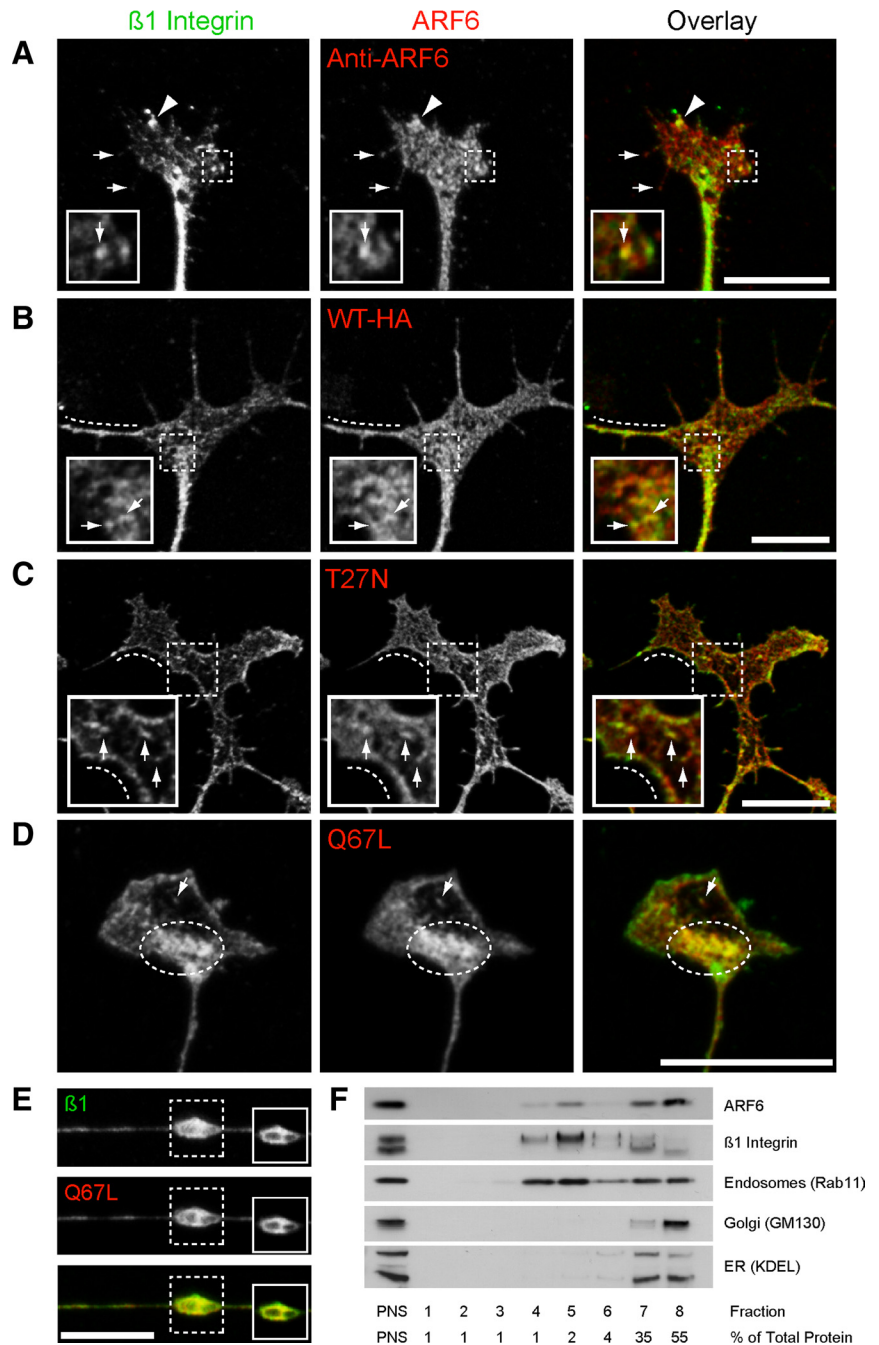 ß1 Integrin ARF6 Overlay
A
Anti-ARF6
B
WT-HA
C
T27N
D
Q67L
E
ß1
Q67L
F
ARF6
ß1 Integrin
Endosomes (Rab11)
Golgi (GM130)
ER (KDEL)
PNS 1 2 3 4 5 6 7 8 Fraction
PNS 1 1 1 1 2 4 35 55 % of Total Protein